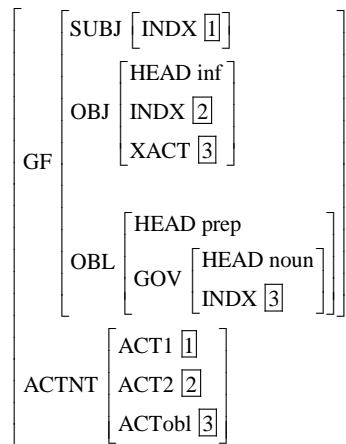 SUBJ [INDX 1]
HEAD inf
OBJ INDX 2
XACT 3
GF
HEAD prep
OBL GOV HEAD noun
INDX 3
ACT1 1
ACTNT ACT2 2
ACTobl 3